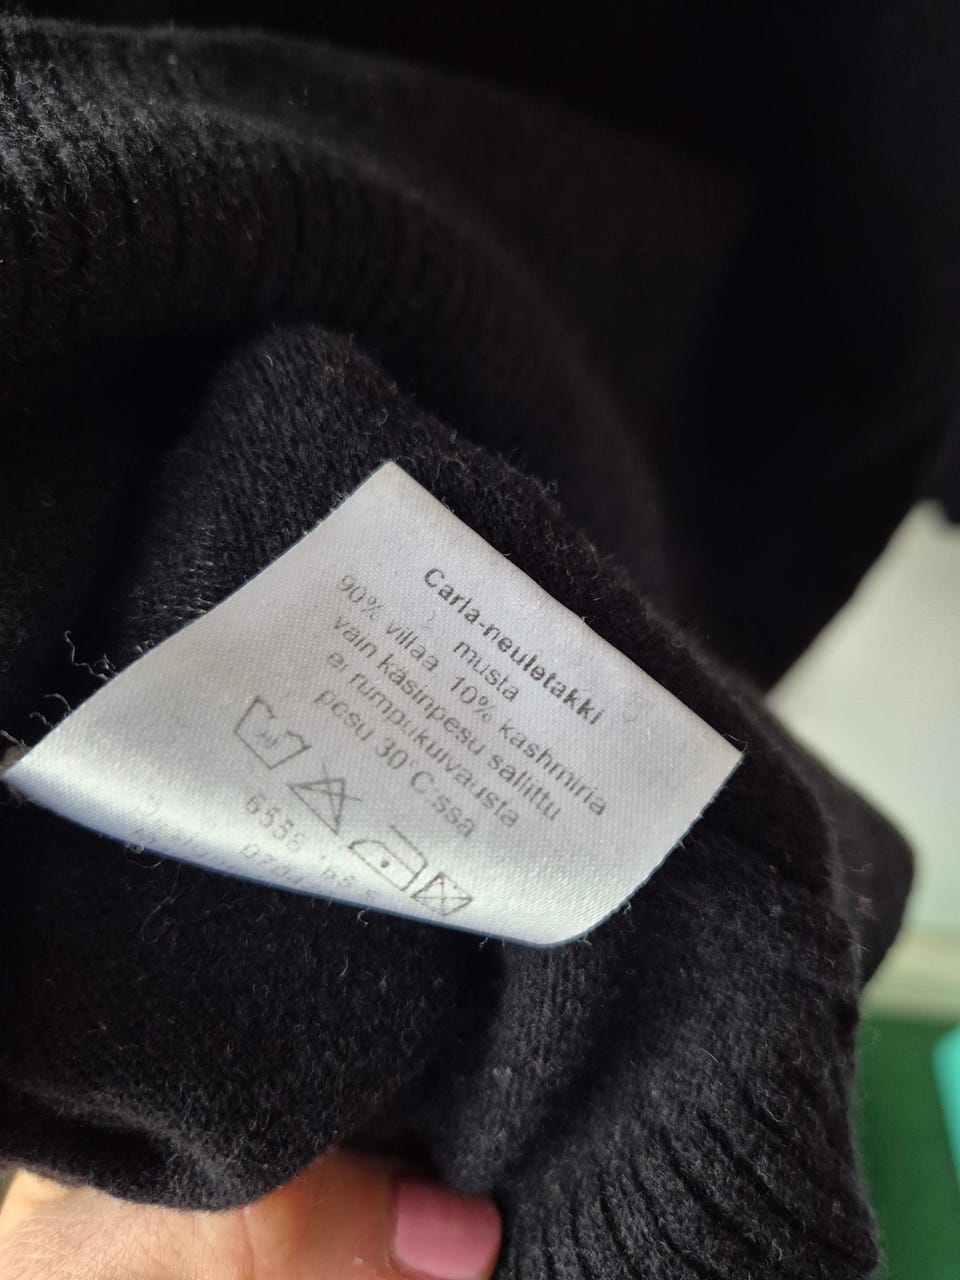 Carla-neuletakki
musta
90% villaa 10% kashmiria
vain käsinpesu sallittu
ei rumpukuivausta
pesu 30°C:ssa